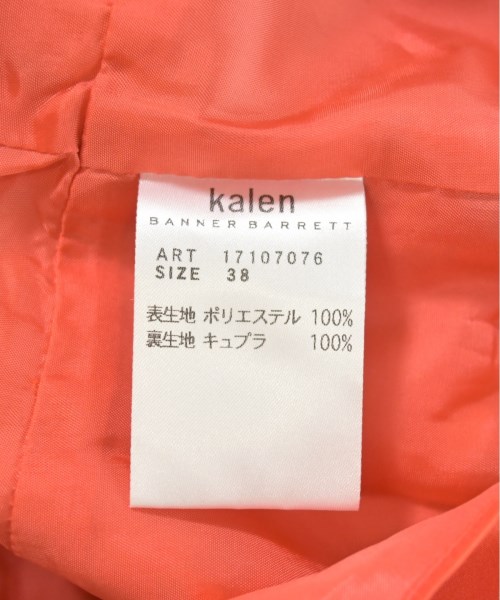 kalen
BANNER BARRETT
ART 17107076
SIZE 38
表生地 ポリエステル 100%
裏生地 キュプラ 100%